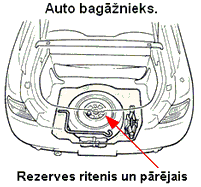 Auto bagāžnieks.
Rezerves ritenis un pārējais